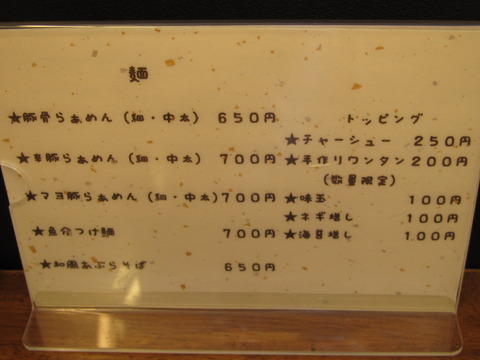 麺
★豚骨らぁめん (細・中太) 650円
★辛豚らぁめん (細・中太) 700円
★マヨ豚らぁめん (細・中太) 700円
★魚介つけ麺 700円
★和風あぶらそば 650円
トッピング
★チャーシュー 250円
★手作りワンタン 200円
(数量限定)
★味玉 100円
★ネギ増し 100円
★海苔増し 100円